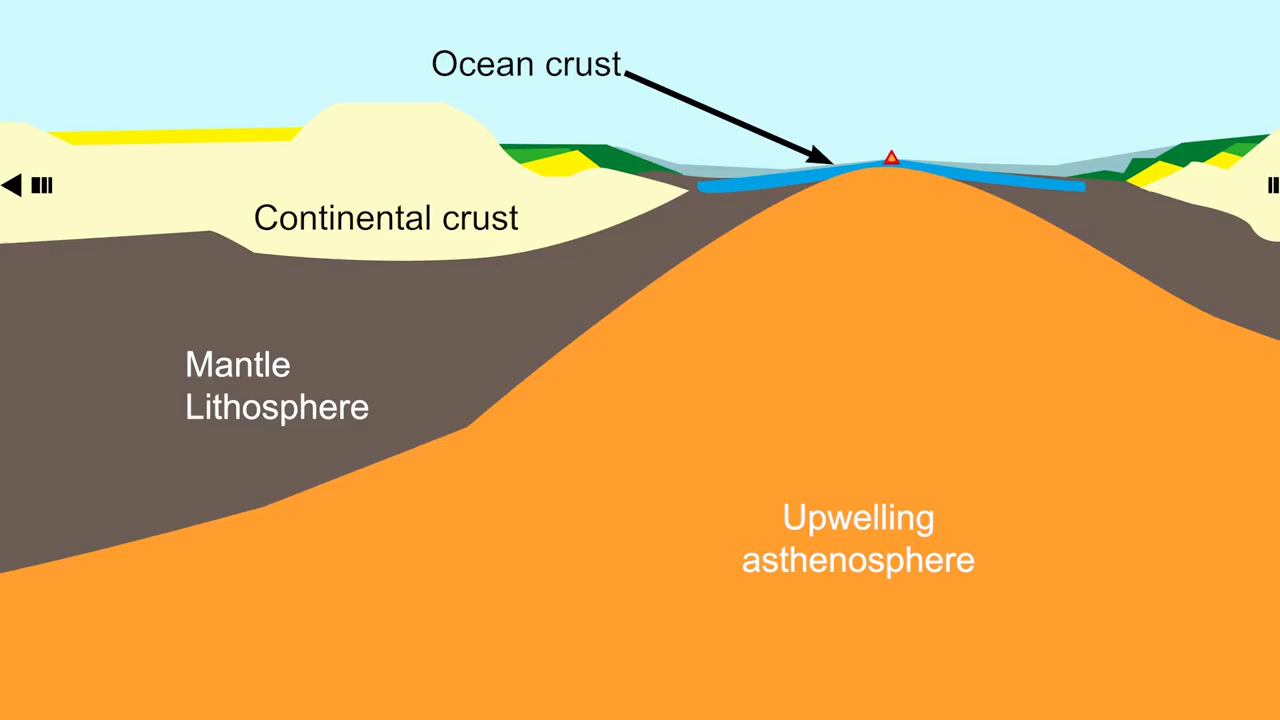 Ocean crust
Continental crust
Mantle
Lithosphere
Upwelling
asthenosphere